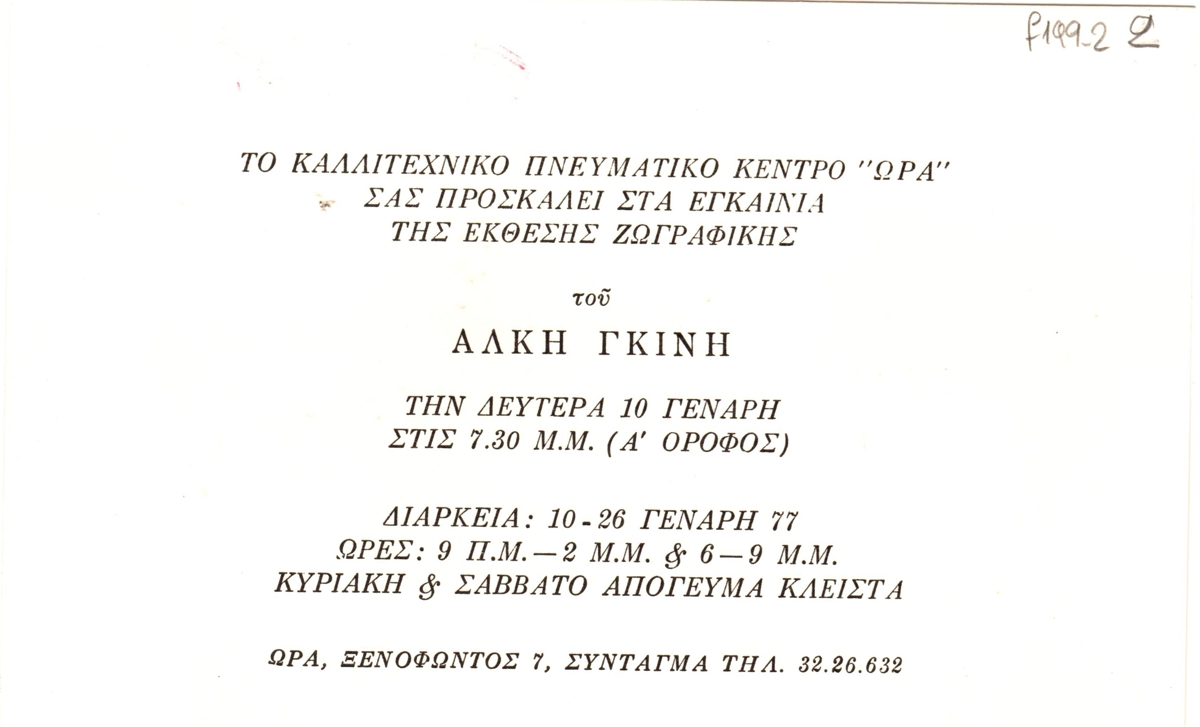 f199-2 2
ΤΟ ΚΑΛΛΙΤΕΧΝΙΚΟ ΠΝΕΥΜΑΤΙΚΟ ΚΕΝΤΡΟ "ΩΡΑ"
ΣΑΣ ΠΡΟΣΚΑΛΕΙ ΣΤΑ ΕΓΚΑΙΝΙΑ
ΤΗΣ ΕΚΘΕΣΗΣ ΖΩΓΡΑΦΙΚΗΣ
τοῦ
ΑΛΚΗ ΓΚΙΝΗ
ΤΗΝ ΔΕΥΤΕΡΑ 10 ΓΕΝΑΡΗ
ΣΤΙΣ 7.30 Μ.Μ. (Α' ΟΡΟΦΟΣ)
ΔΙΑΡΚΕΙΑ: 10-26 ΓΕΝΑΡΗ 77
ΩΡΕΣ: 9 Π.Μ.—2 Μ.Μ. & 6—9 Μ.Μ.
ΚΥΡΙΑΚΗ & ΣΑΒΒΑΤΟ ΑΠΟΓΕΥΜΑ ΚΛΕΙΣΤΑ
ΩΡΑ, ΞΕΝΟΦΩΝΤΟΣ 7, ΣΥΝΤΑΓΜΑ ΤΗΛ. 32.26.632